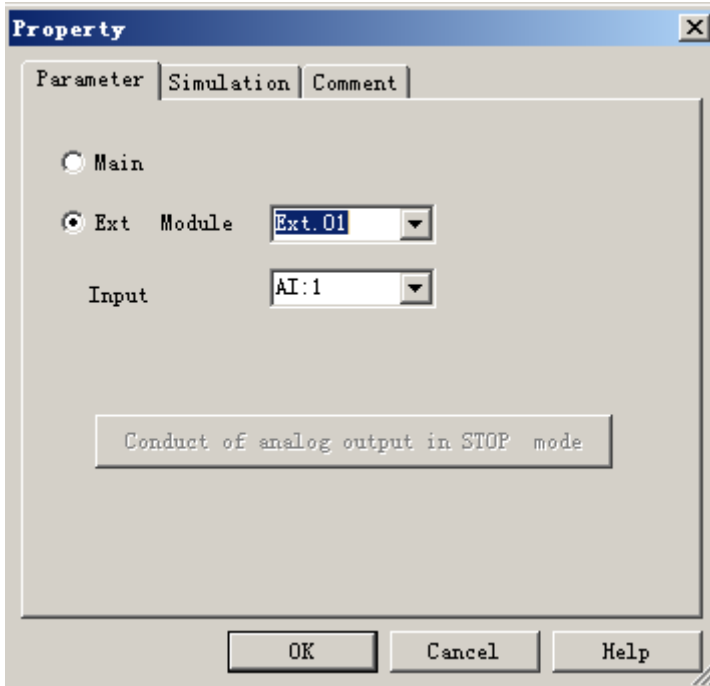 Property
Parameter Simulation Comment
Main
Ext Module Ext.01
Input AI:1
Conduct of analog output in STOP mode
OK Cancel Help